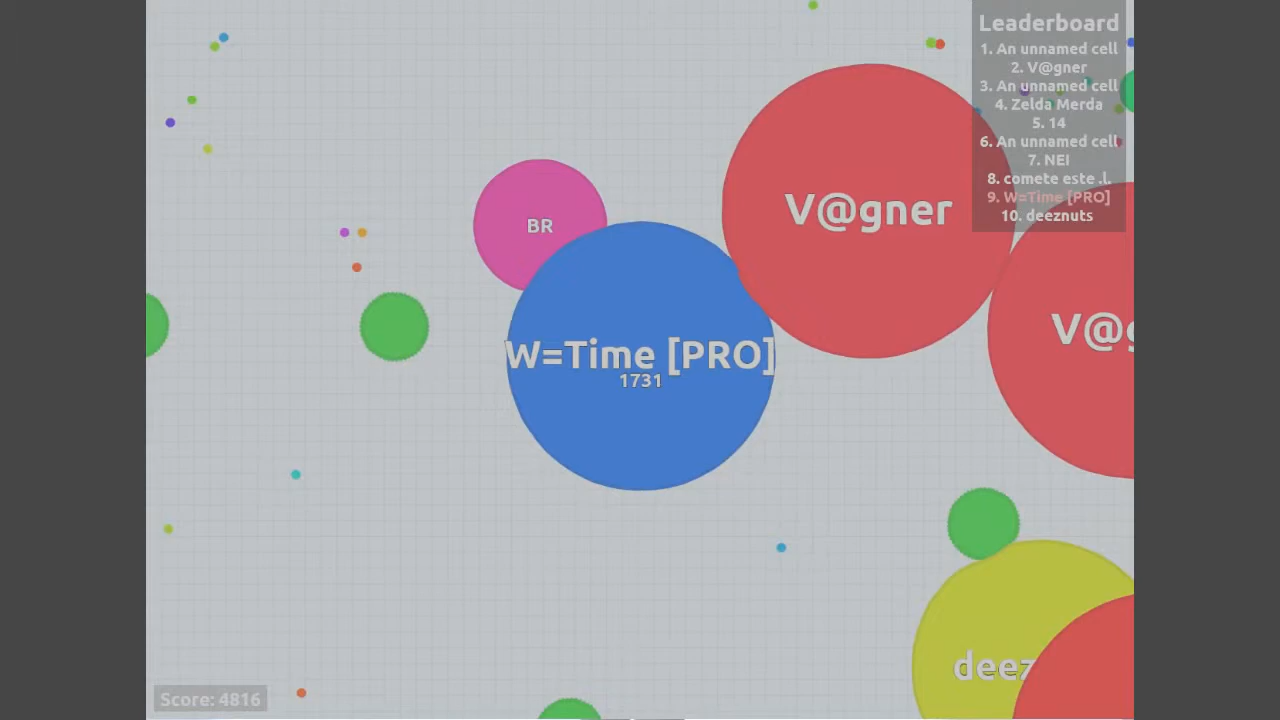 Leaderboard
1. An unnamed cell
2. V@gner
3. An unnamed cell
4. Zelda Merda
5. 14
6. An unnamed cell
7. NEI
8. comete este .l.
9. W=Time [PRO]
10. deeznuts
V@gner
BR
V@g
W=Time [PRO]
1731
deez
Score: 4816